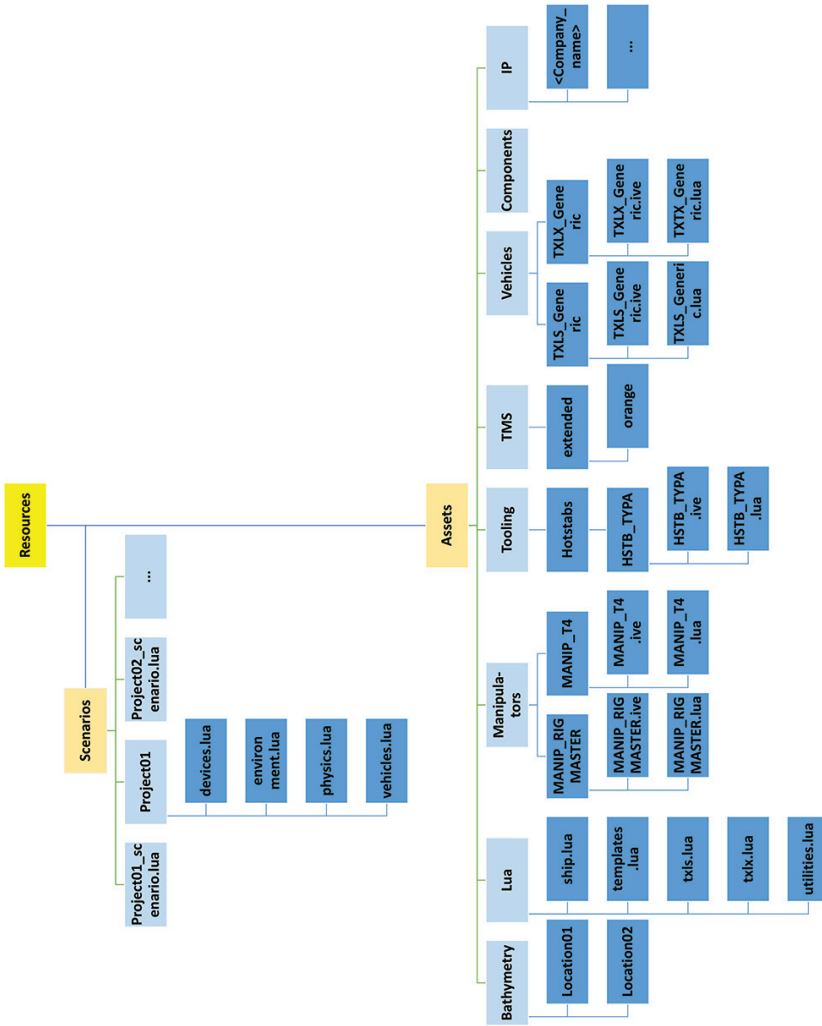 Resources
Scenarios
Project01_sc
enario.lua
Project01
devices.lua
environ
ment.lua
physics.lua
vehicles.lua
Project02_sc
enario.lua
...
Assets
Bathymetry
Location01
Location02
Lua
ship.lua
templates
.lua
txls.lua
txlx.lua
utilities.lua
Manipula-
tors
MANIP_RIG
MASTER
MANIP_RIG
MASTER.ive
MANIP_RIG
MASTER.lua
MANIP_T4
MANIP_T4
.ive
MANIP_T4
.lua
Tooling
Hotstabs
HSTB_TYPA
HSTB_TYPA
.ive
HSTB_TYPA
.lua
TMS
extended
orange
Vehicles
TXLS_Gene
ric
TXLS_Gene
ric.ive
TXLS_Generi
c.lua
TXLX_Gene
ric
TXLX_Gene
ric.ive
TXTX_Gene
ric.lua
Components
IP
<Company_
name>
...